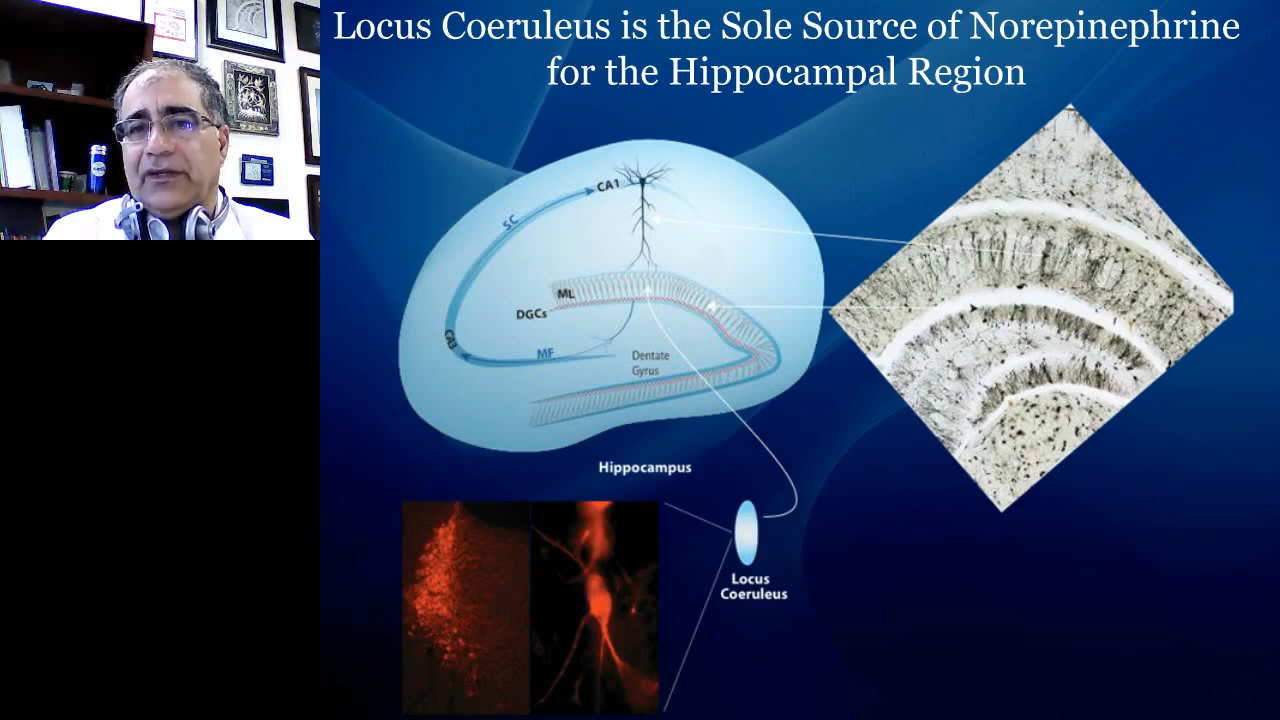 Locus Coeruleus is the Sole Source of Norepinephrine
for the Hippocampal Region
CA1
SC
ML
DGCs
CA3
MF
Dentate
Gyrus
Hippocampus
Locus
Coeruleus